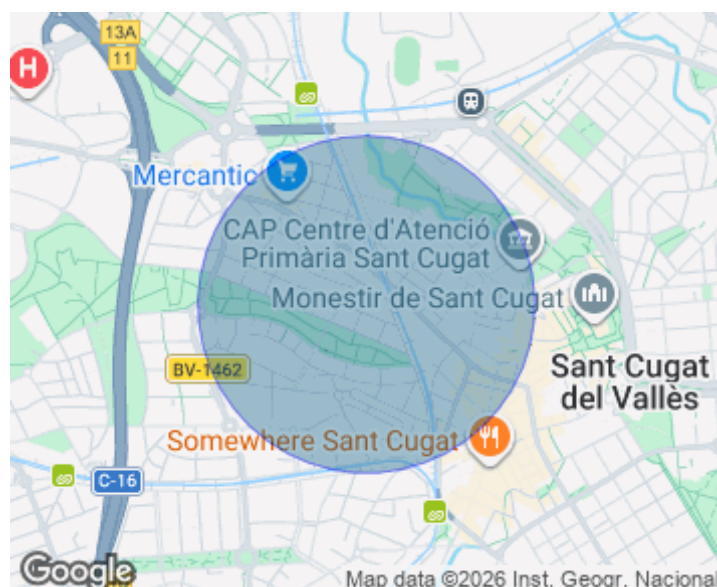 13A
11
H
Mercantic
CAP Centre d'Atenció
Primària Sant Cugat
Monestir de Sant Cugat
Sant Cugat
del Vallès
BV-1462
Somewhere Sant Cugat
C-16
Google
Map data ©2026 Inst. Geogr. Nacional